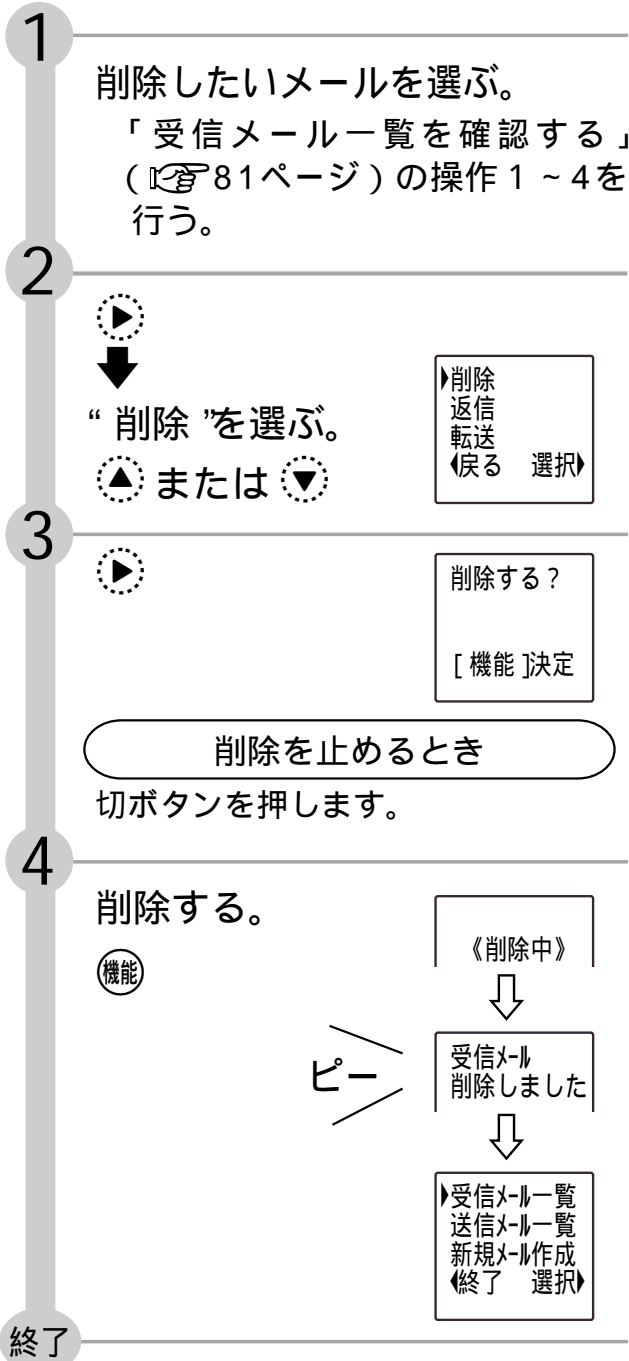 1
削除したいメールを選ぶ。
「受信メール一覧を確認する」
(81ページ)の操作1~4を
行う。
2
“削除”を選ぶ。
または
削除
返信
転送
戻る 選択
3
削除する?
[機能]決定
削除を止めるとき
切ボタンを押します。
4
削除する。
機能
《削除中》
ピー
受信メール
削除しました
受信メール一覧
送信メール一覧
新規メール作成
終了 選択
終了